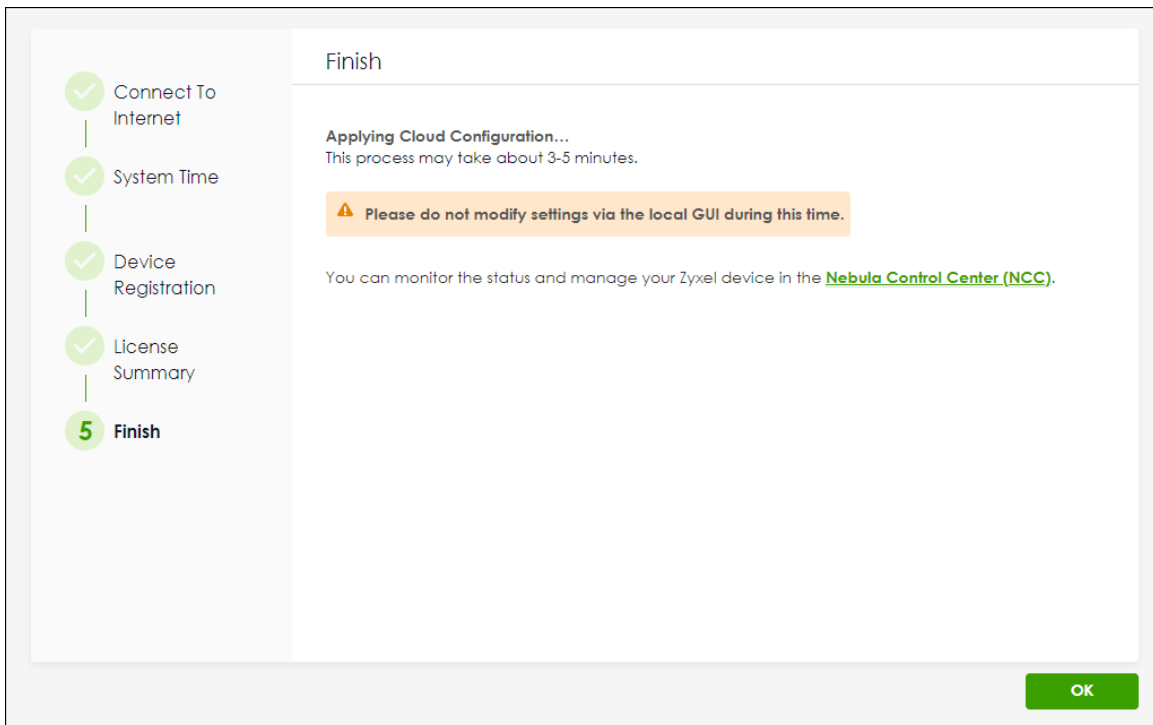 Connect To
Internet
System Time
Device
Registration
License
Summary
5 Finish
Finish
Applying Cloud Configuration...
This process may take about 3-5 minutes.
Please do not modify settings via the local GUI during this time.
You can monitor the status and manage your Zyxel device in the Nebula Control Center (NCC).
OK